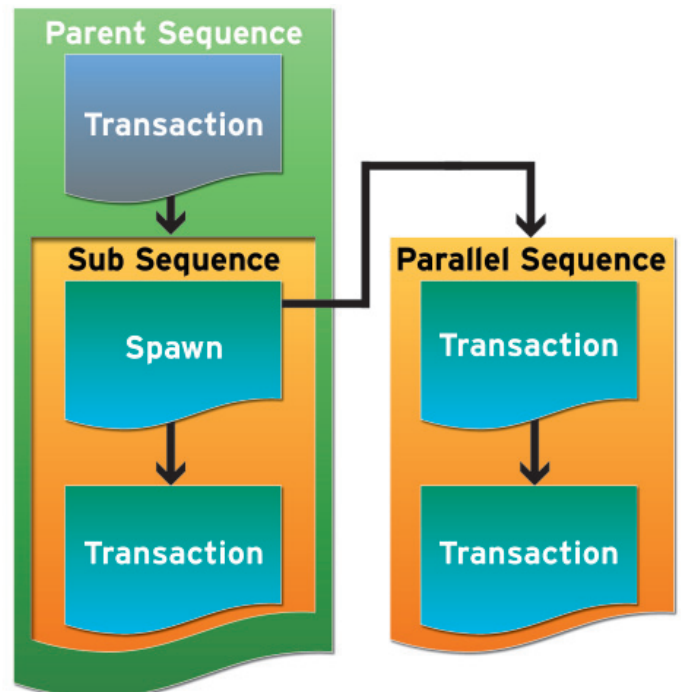 Parent Sequence
Transaction
Sub Sequence
Spawn
Transaction
Parallel Sequence
Transaction
Transaction